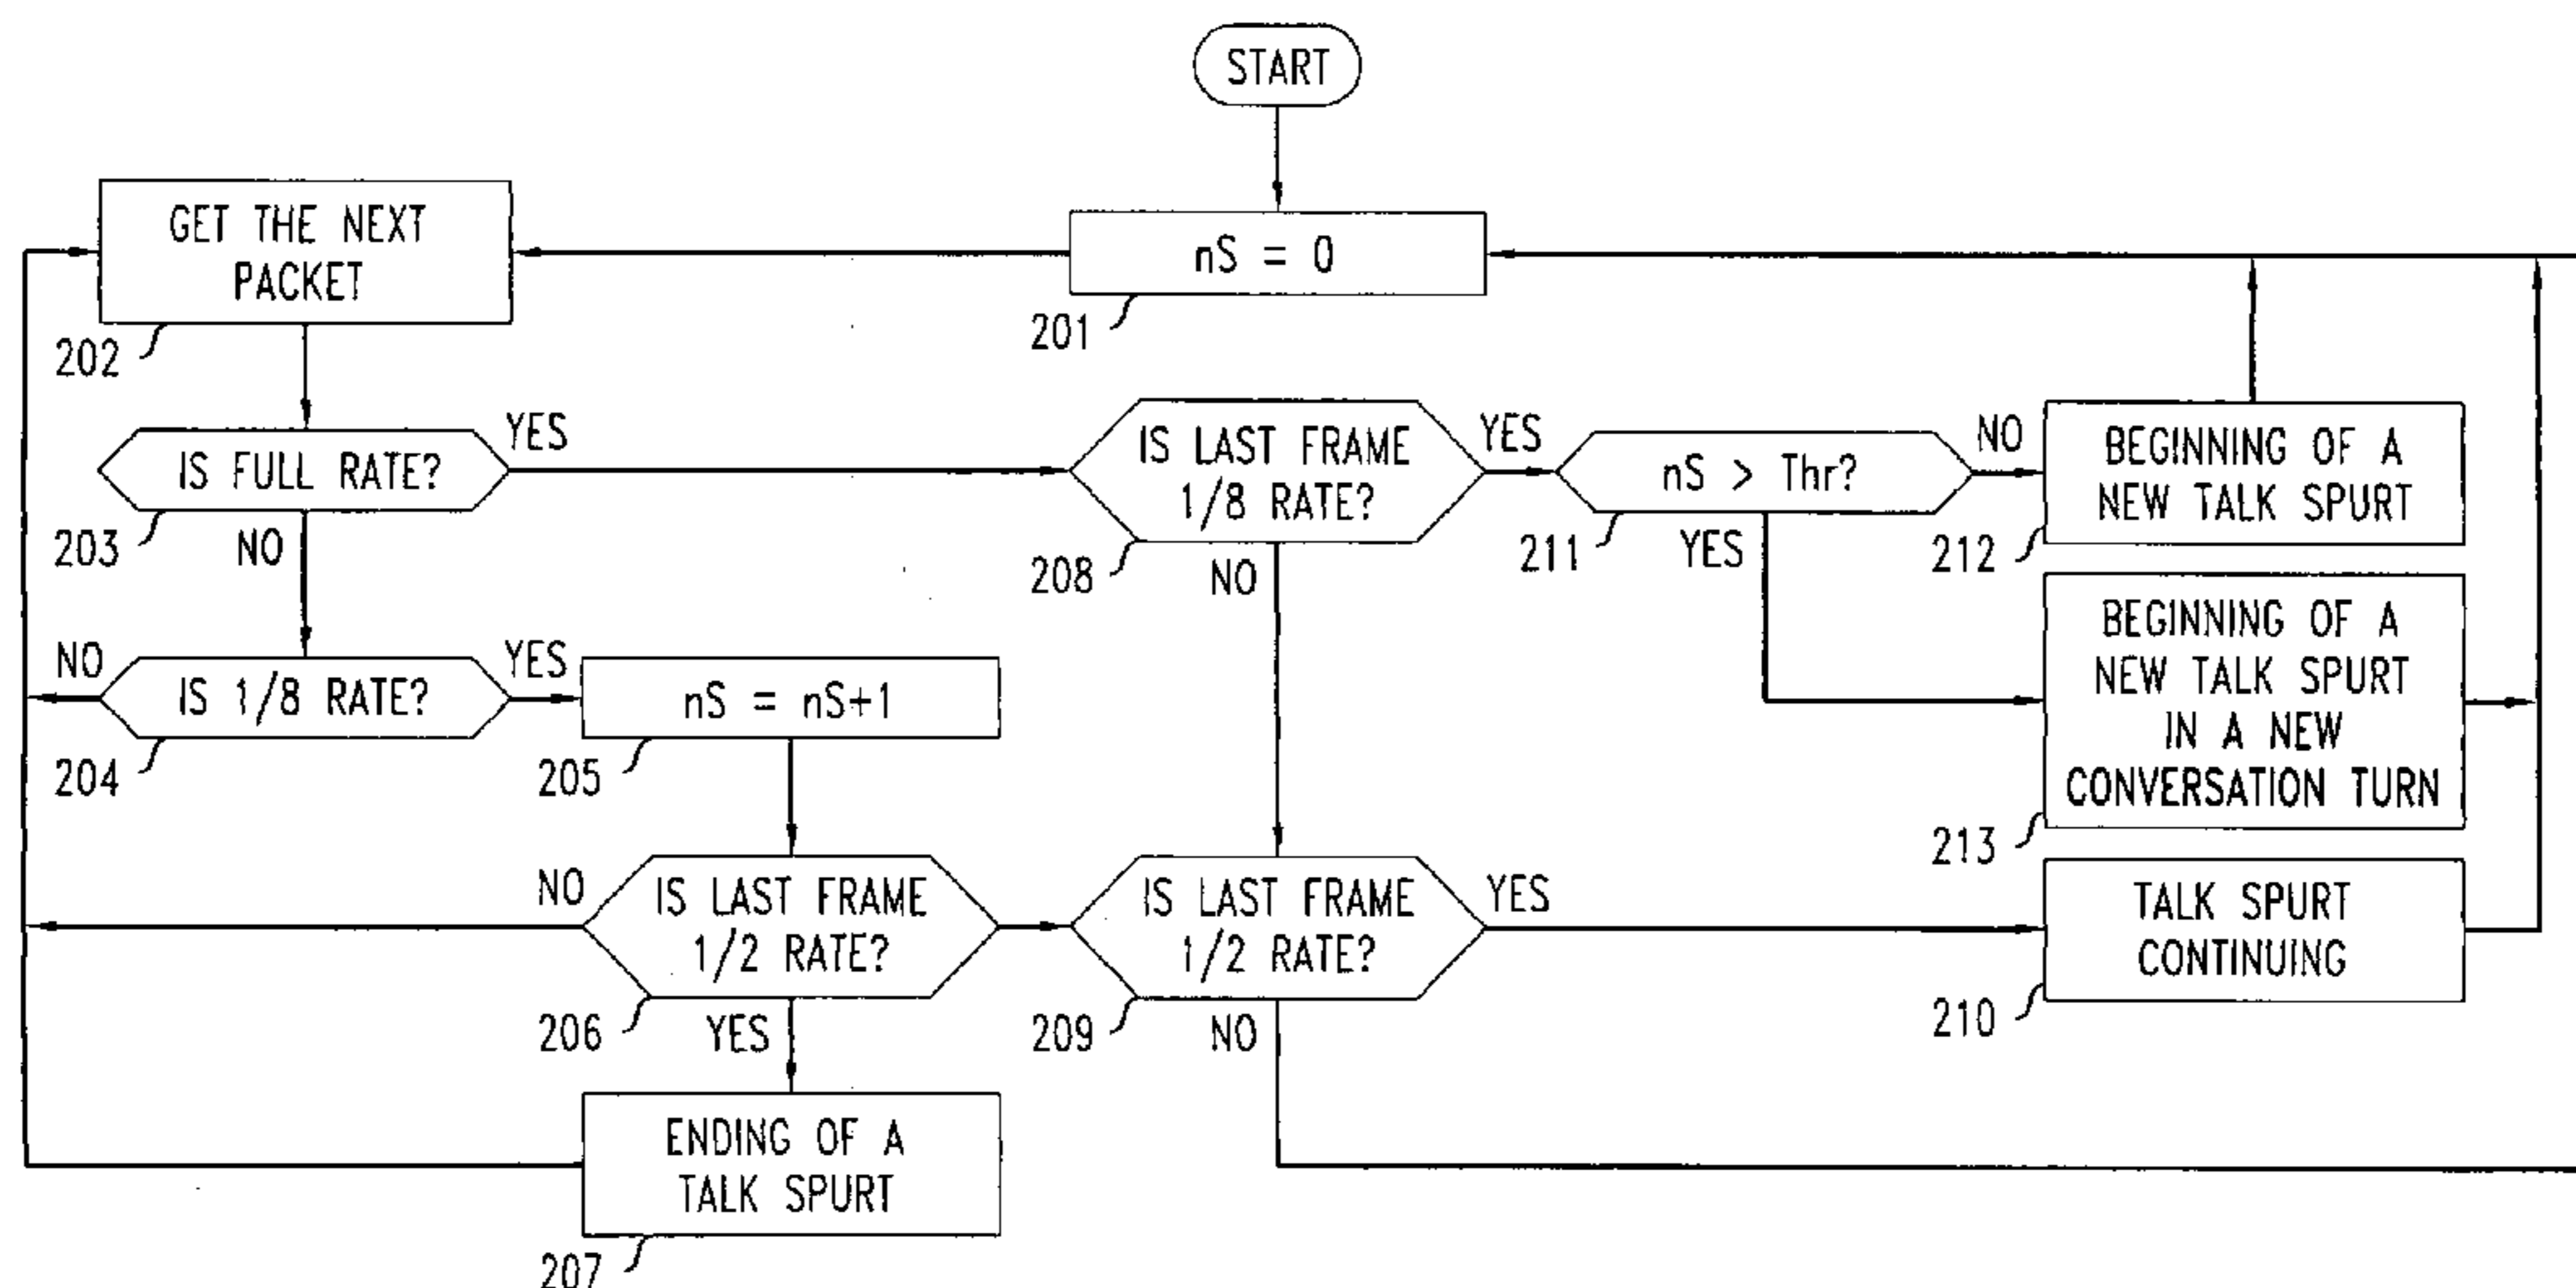 START
GET THE NEXT
PACKET
202
nS = 0
201
IS FULL RATE?
203
YES
NO
IS LAST FRAME
1/8 RATE?
208
YES
NO
nS > Thr?
211
NO
YES
BEGINNING OF A
NEW TALK SPURT
212
BEGINNING OF A
NEW TALK SPURT
IN A NEW
CONVERSATION TURN
213
NO
IS 1/8 RATE?
204
YES
nS = nS+1
205
NO
IS LAST FRAME
1/2 RATE?
206
YES
IS LAST FRAME
1/2 RATE?
209
YES
NO
TALK SPURT
CONTINUING
210
ENDING OF A
TALK SPURT
207